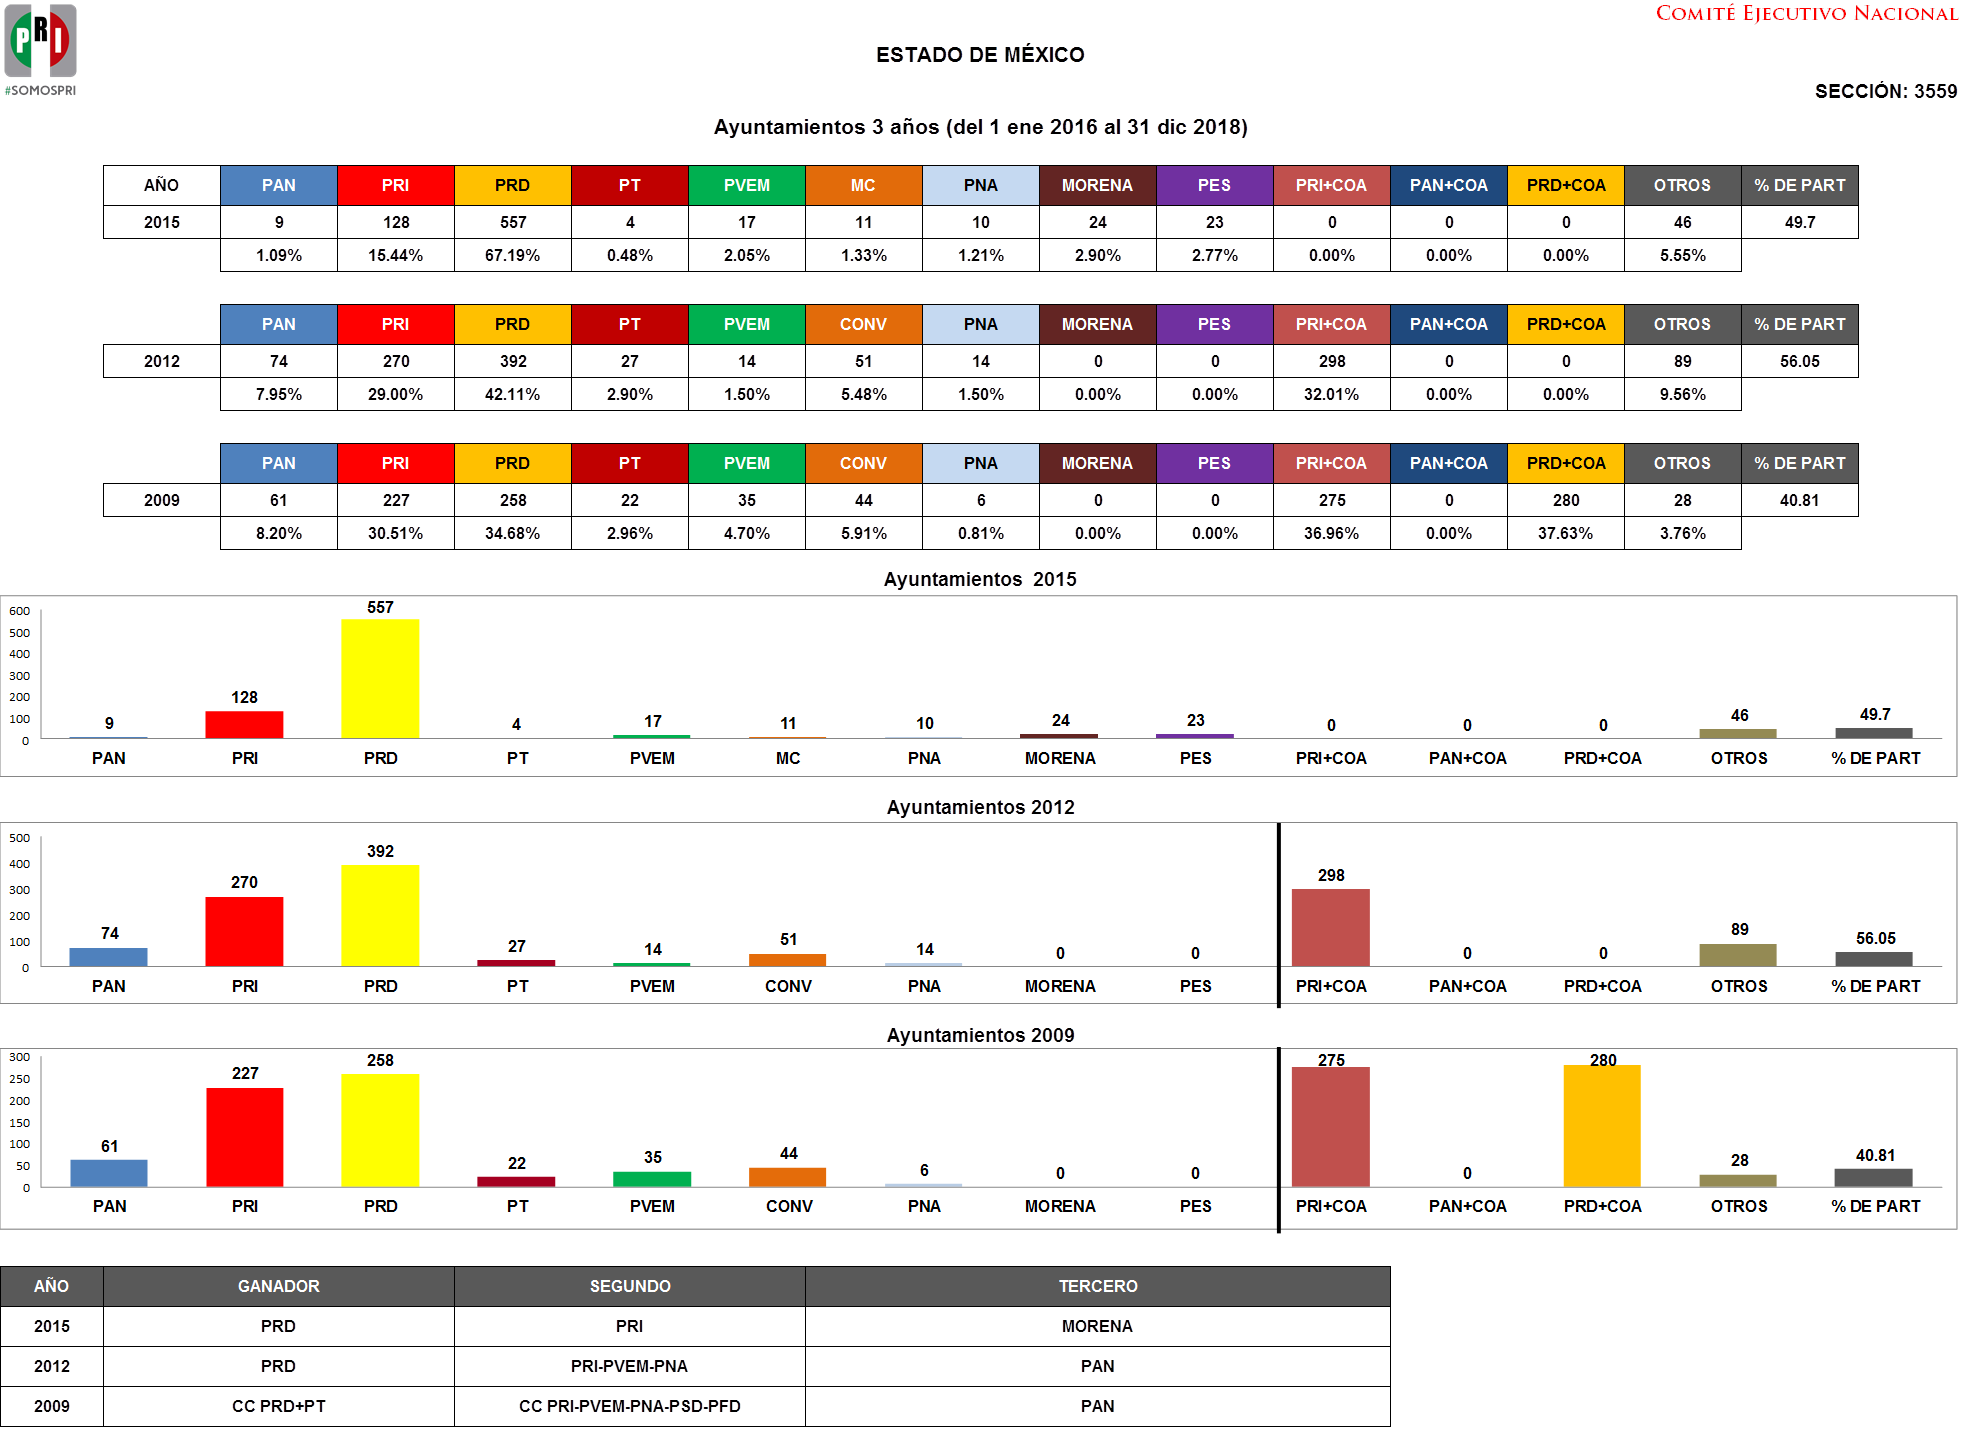 PRI
#SOMOSPRI
COMITÉ EJECUTIVO NACIONAL
ESTADO DE MÉXICO
SECCIÓN: 3559
Ayuntamientos 3 años (del 1 ene 2016 al 31 dic 2018)
AÑO PAN PRI PRD PT PVEM MC PNA MORENA PES PRI+COA PAN+COA PRD+COA OTROS % DE PART
2015 9 128 557 4 17 11 10 24 23 0 0 0 46 49.7
1.09% 15.44% 67.19% 0.48% 2.05% 1.33% 1.21% 2.90% 2.77% 0.00% 0.00% 0.00% 5.55%
PAN PRI PRD PT PVEM CONV PNA MORENA PES PRI+COA PAN+COA PRD+COA OTROS % DE PART
2012 74 270 392 27 14 51 14 0 0 298 0 0 89 56.05
7.95% 29.00% 42.11% 2.90% 1.50% 5.48% 1.50% 0.00% 0.00% 32.01% 0.00% 0.00% 9.56%
PAN PRI PRD PT PVEM CONV PNA MORENA PES PRI+COA PAN+COA PRD+COA OTROS % DE PART
2009 61 227 258 22 35 44 6 0 0 275 0 280 28 40.81
8.20% 30.51% 34.68% 2.96% 4.70% 5.91% 0.81% 0.00% 0.00% 36.96% 0.00% 37.63% 3.76%
Ayuntamientos 2015
600
500
400
300
200
100
0
9 128 557 4 17 11 10 24 23 0 0 0 46 49.7
PAN PRI PRD PT PVEM MC PNA MORENA PES PRI+COA PAN+COA PRD+COA OTROS % DE PART
Ayuntamientos 2012
500
400
300
200
100
0
74 270 392 27 14 51 14 0 0 298 0 0 89 56.05
PAN PRI PRD PT PVEM CONV PNA MORENA PES PRI+COA PAN+COA PRD+COA OTROS % DE PART
Ayuntamientos 2009
300
250
200
150
100
50
0
61 227 258 22 35 44 6 0 0 275 0 280 28 40.81
PAN PRI PRD PT PVEM CONV PNA MORENA PES PRI+COA PAN+COA PRD+COA OTROS % DE PART
AÑO GANADOR SEGUNDO TERCERO
2015 PRD PRI MORENA
2012 PRD PRI-PVEM-PNA PAN
2009 CC PRD+PT CC PRI-PVEM-PNA-PSD-PFD PAN